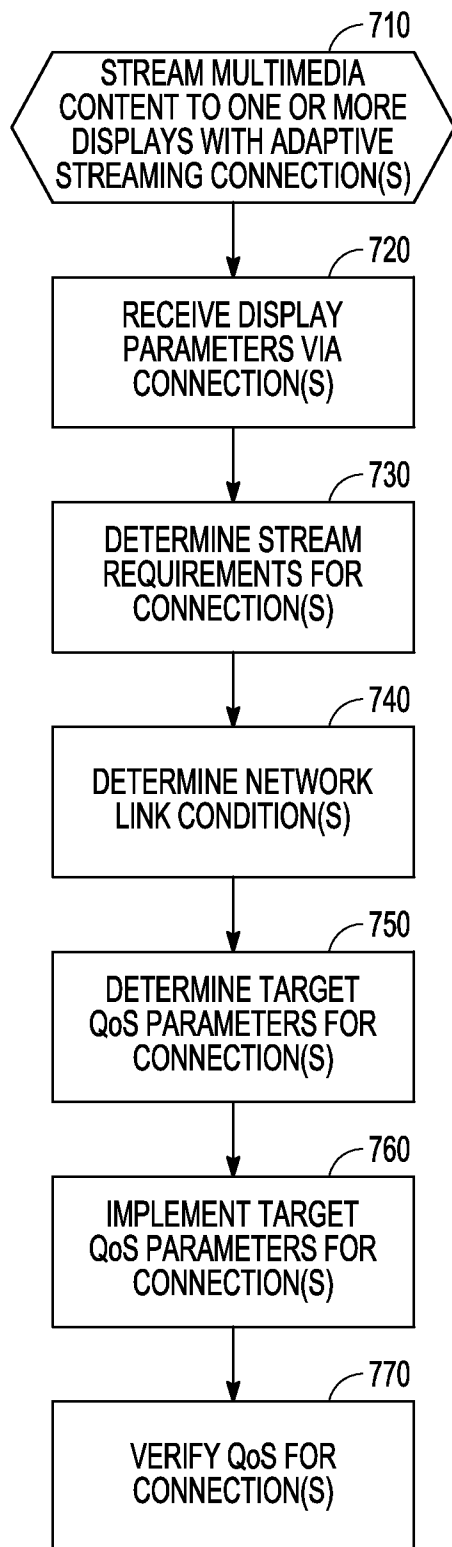 710
STREAM MULTIMEDIA
CONTENT TO ONE OR MORE
DISPLAYS WITH ADAPTIVE
STREAMING CONNECTION(S)
720
RECEIVE DISPLAY
PARAMETERS VIA
CONNECTION(S)
730
DETERMINE STREAM
REQUIREMENTS FOR
CONNECTION(S)
740
DETERMINE NETWORK
LINK CONDITION(S)
750
DETERMINE TARGET
QoS PARAMETERS FOR
CONNECTION(S)
760
IMPLEMENT TARGET
QoS PARAMETERS FOR
CONNECTION(S)
770
VERIFY QoS FOR
CONNECTION(S)